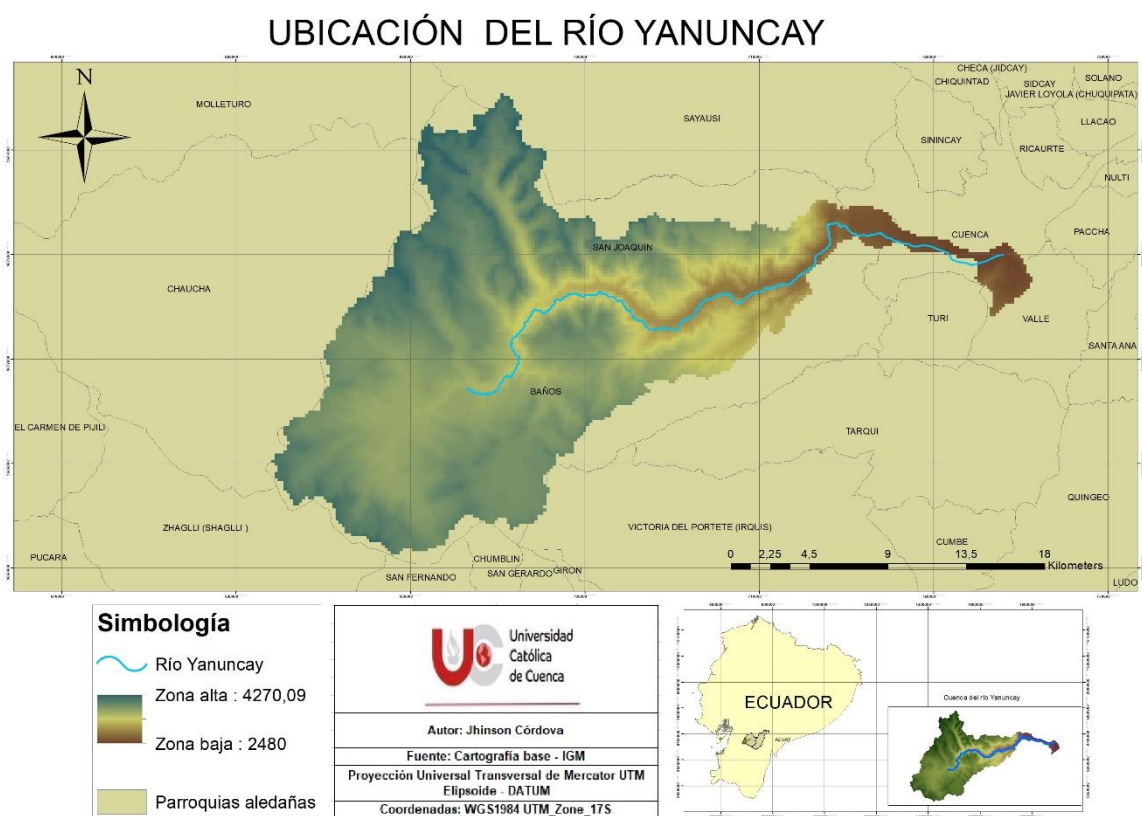 UBICACIÓN DEL RÍO YANUNCAY
N
MOLLETURO
SAYAUSI
CHECA (JIDCAY)
CHIQUINTAD
SIDCAY
SOLANO
JAVIER LOYOLA (CHUQUIPATA)
LLACAO
SININCAY
RICAURTE
NULTI
CUENCA
PACCHA
SAN JOAQUIN
CHAUCHA
TURI
VALLE
SANTA ANA
BAÑOS
EL CARMEN DE PIJILI
TARQUI
QUINGEO
ZHAGLLI (SHAGLLI )
VICTORIA DEL PORTETE (IRQUIS)
CUMBE
PUCARA
CHUMBLIN
SAN FERNANDO
SAN GERARDO
GIRON
LUDO
0 2,25 4,5 9 13,5 18
Kilometers
Simbología
Río Yanuncay
Zona alta : 4270,09
Zona baja : 2480
Parroquias aledañas
UC
Universidad
Católica
de Cuenca
Autor: Jhinson Córdova
Fuente: Cartografía base - IGM
Proyección Universal Transversal de Mercator UTM
Elipsoide - DATUM
Coordenadas: WGS1984 UTM_Zone_17S
ECUADOR
AZUAY
Cuenca del río Yanuncay